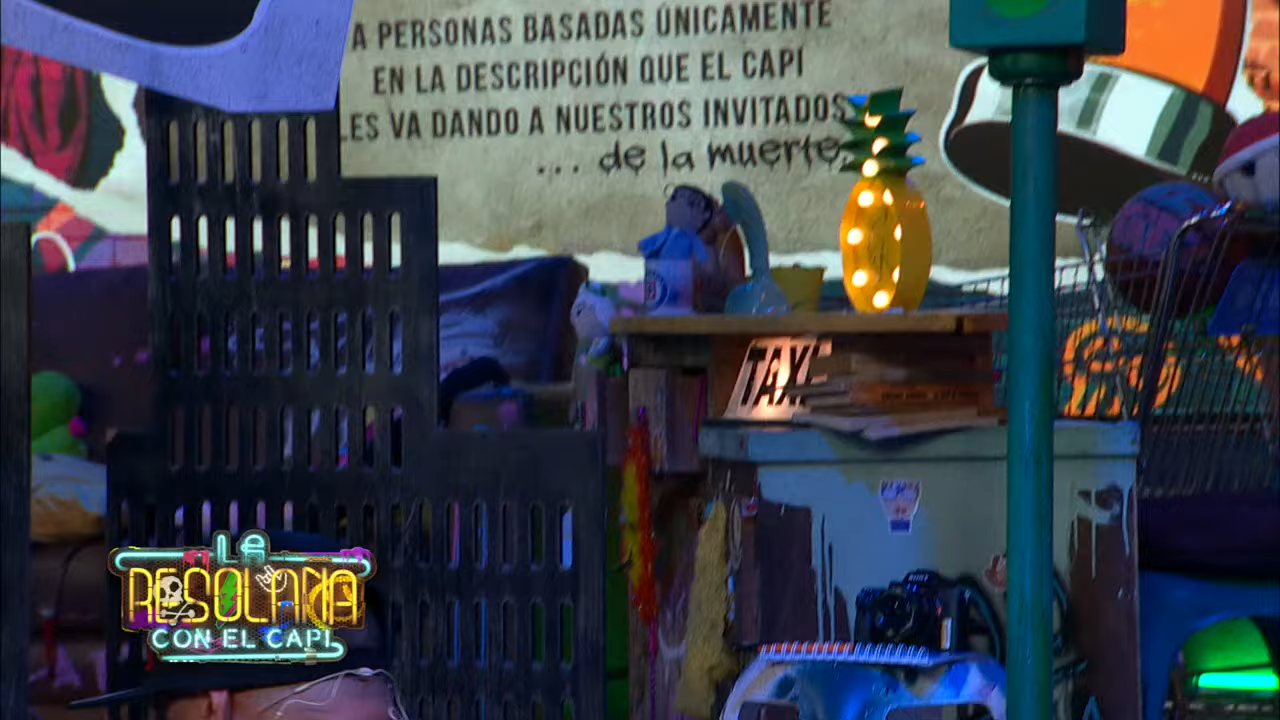 A PERSONAS BASADAS ÚNICAMENTE
EN LA DESCRIPCIÓN QUE EL CAPI
LES VA DANDO A NUESTROS INVITADOS
... de la muerte.
TAXI
LA
RESOLANA
CON EL CAPI